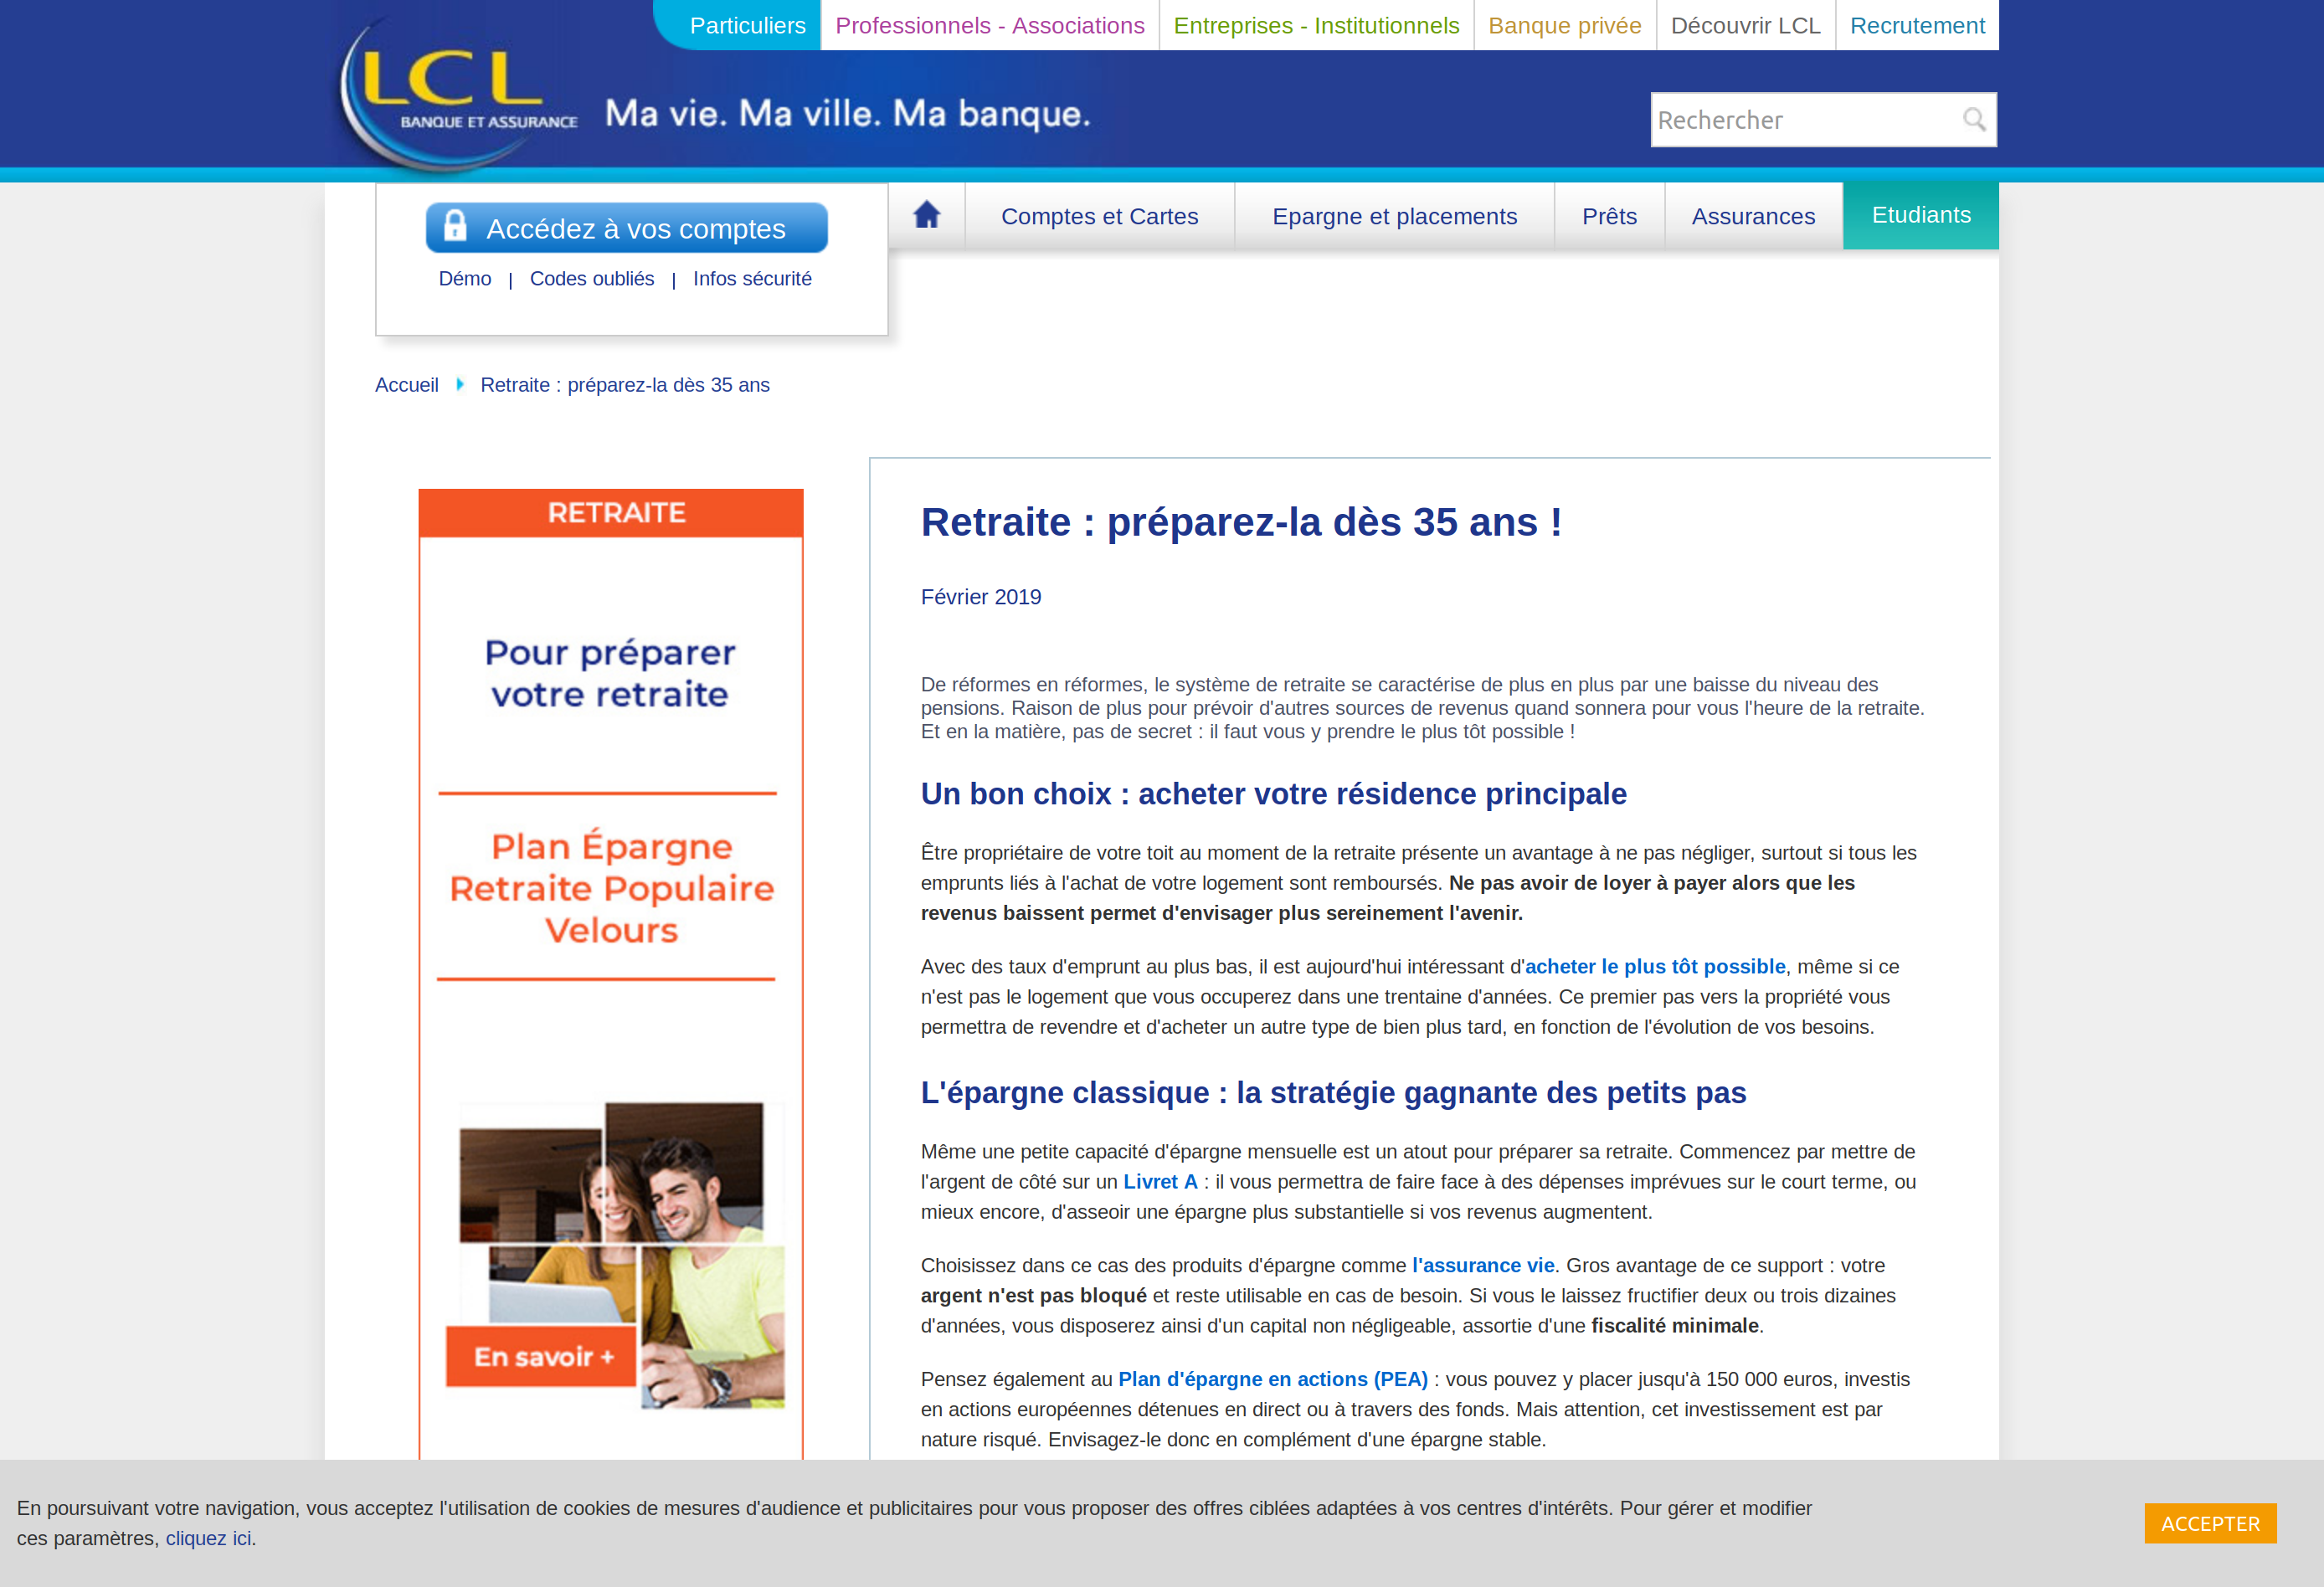 Particuliers
Professionnels - Associations
Entreprises - Institutionnels
Banque privée
Découvrir LCL
Recrutement
LCL
BANQUE ET ASSURANCE
Ma vie. Ma ville. Ma banque.
Rechercher
Accédez à vos comptes
Démo | Codes oubliés | Infos sécurité
Comptes et Cartes
Epargne et placements
Prêts
Assurances
Etudiants
Accueil
Retraite : préparez-la dès 35 ans
RETRAITE
Pour préparer
votre retraite
Plan Épargne
Retraite Populaire
Velours
En savoir +
Retraite : préparez-la dès 35 ans !
Février 2019
De réformes en réformes, le système de retraite se caractérise de plus en plus par une baisse du niveau des
pensions. Raison de plus pour prévoir d'autres sources de revenus quand sonnera pour vous l'heure de la retraite.
Et en la matière, pas de secret : il faut vous y prendre le plus tôt possible !
Un bon choix : acheter votre résidence principale
Être propriétaire de votre toit au moment de la retraite présente un avantage à ne pas négliger, surtout si tous les
emprunts liés à l'achat de votre logement sont remboursés. Ne pas avoir de loyer à payer alors que les
revenus baissent permet d'envisager plus sereinement l'avenir.
Avec des taux d'emprunt au plus bas, il est aujourd'hui intéressant d'acheter le plus tôt possible, même si ce
n'est pas le logement que vous occuperez dans une trentaine d'années. Ce premier pas vers la propriété vous
permettra de revendre et d'acheter un autre type de bien plus tard, en fonction de l'évolution de vos besoins.
L'épargne classique : la stratégie gagnante des petits pas
Même une petite capacité d'épargne mensuelle est un atout pour préparer sa retraite. Commencez par mettre de
l'argent de côté sur un Livret A : il vous permettra de faire face à des dépenses imprévues sur le court terme, ou
mieux encore, d'asseoir une épargne plus substantielle si vos revenus augmentent.
Choisissez dans ce cas des produits d'épargne comme l'assurance vie. Gros avantage de ce support : votre
argent n'est pas bloqué et reste utilisable en cas de besoin. Si vous le laissez fructifier deux ou trois dizaines
d'années, vous disposerez ainsi d'un capital non négligeable, assortie d'une fiscalité minimale.
Pensez également au Plan d'épargne en actions (PEA) : vous pouvez y placer jusqu'à 150 000 euros, investis
en actions européennes détenues en direct ou à travers des fonds. Mais attention, cet investissement est par
nature risqué. Envisagez-le donc en complément d'une épargne stable.
En poursuivant votre navigation, vous acceptez l'utilisation de cookies de mesures d'audience et publicitaires pour vous proposer des offres ciblées adaptées à vos centres d'intérêts. Pour gérer et modifier
ces paramètres, cliquez ici.
ACCEPTER